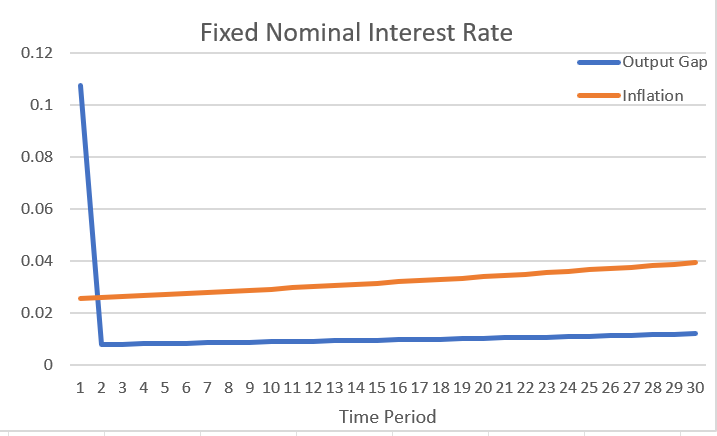 Fixed Nominal Interest Rate
0.12
Output Gap
Inflation
0.1
0.08
0.06
0.04
0.02
0
1 2 3 4 5 6 7 8 9 10 11 12 13 14 15 16 17 18 19 20 21 22 23 24 25 26 27 28 29 30
Time Period